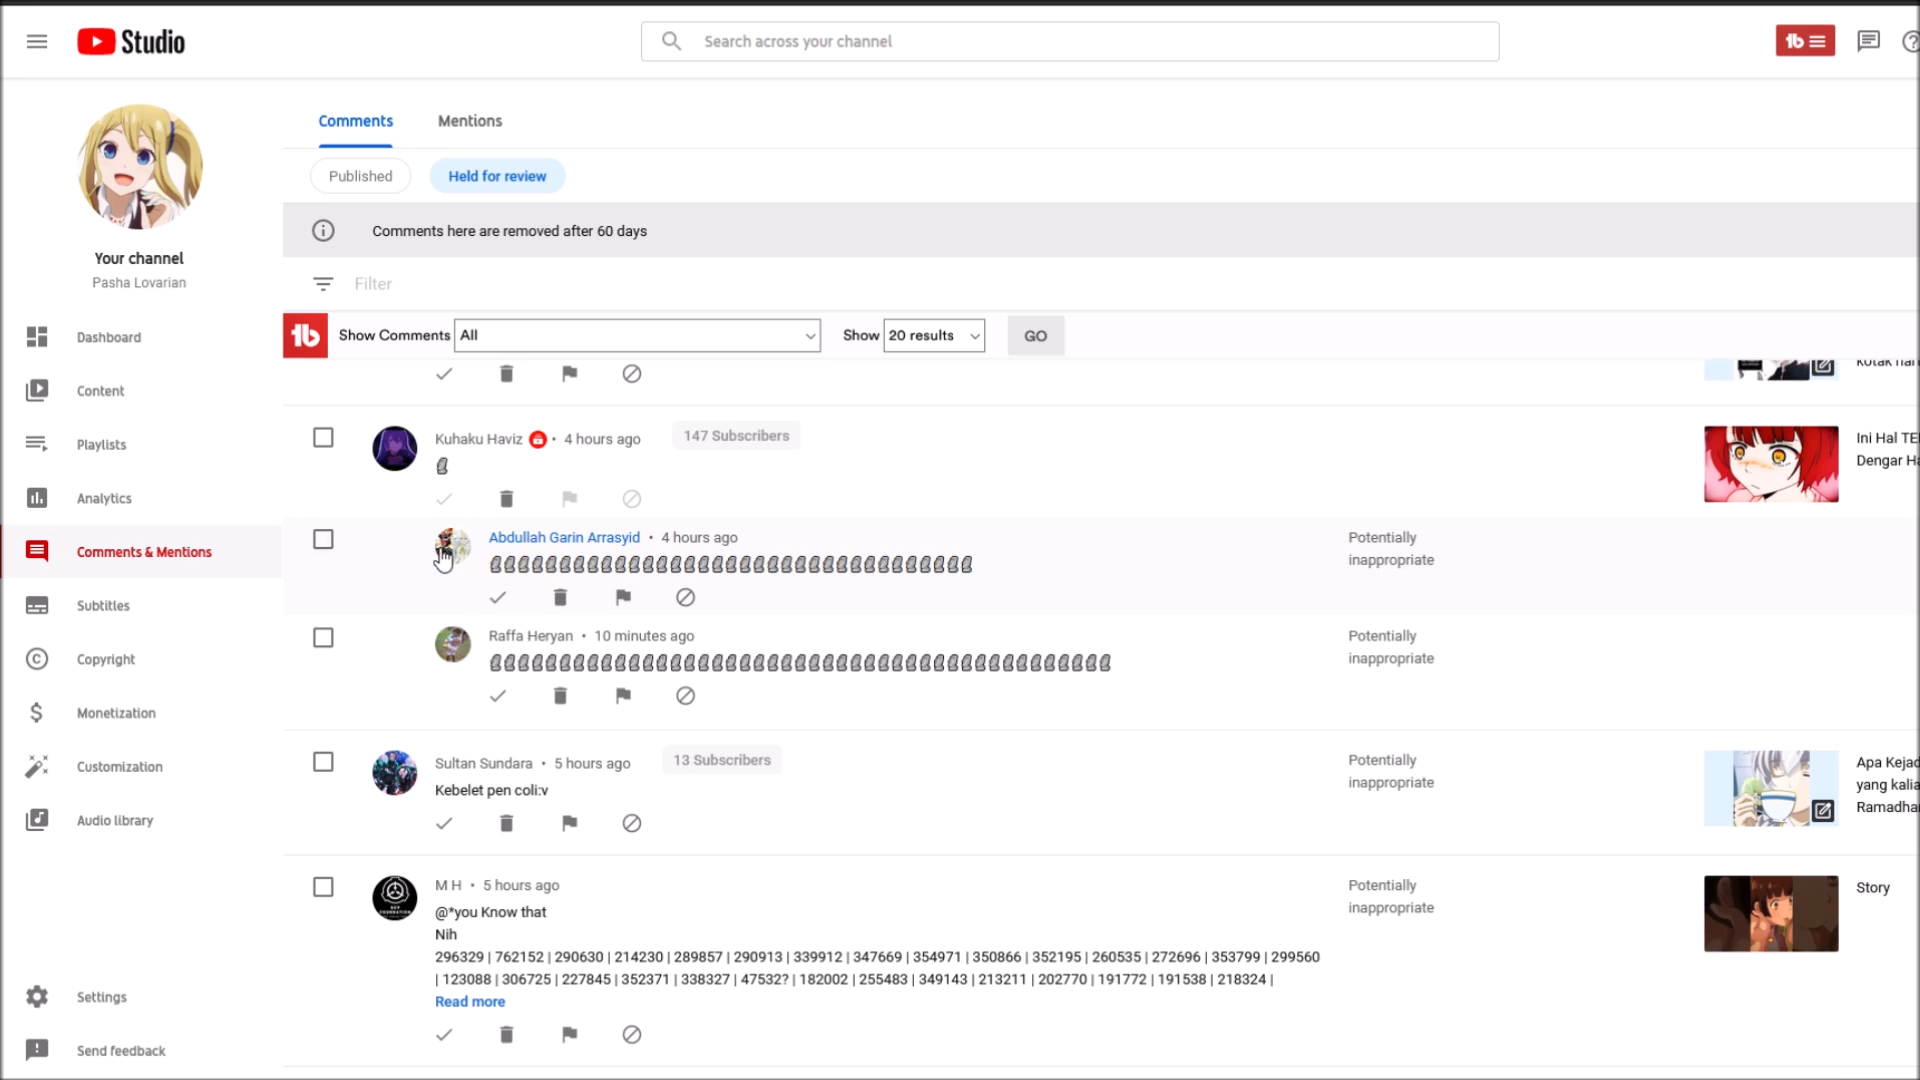 Studio
Search across your channel
Comments
Mentions
Published
Held for review
Comments here are removed after 60 days
Filter
Show Comments All
Show 20 results
GO
Your channel
Pasha Lovarian
Dashboard
Content
Playlists
Analytics
Comments & Mentions
Subtitles
Copyright
Monetization
Customization
Audio library
Settings
Send feedback
Kuhaku Haviz • 4 hours ago
147 Subscribers
🗿
Ini Hal TE
Dengar Ha
Abdullah Garin Arrasyid • 4 hours ago
🗿🗿🗿🗿🗿🗿🗿🗿🗿🗿🗿🗿🗿🗿🗿🗿🗿🗿🗿🗿🗿🗿🗿🗿🗿🗿🗿🗿🗿🗿🗿🗿🗿🗿🗿
Potentially
inappropriate
Raffa Heryan • 10 minutes ago
🗿🗿🗿🗿🗿🗿🗿🗿🗿🗿🗿🗿🗿🗿🗿🗿🗿🗿🗿🗿🗿🗿🗿🗿🗿🗿🗿🗿🗿🗿🗿🗿🗿🗿🗿🗿🗿🗿🗿🗿🗿🗿🗿🗿🗿
Potentially
inappropriate
Sultan Sundara • 5 hours ago
13 Subscribers
Kebelet pen coli:v
Potentially
inappropriate
Apa Kejad
yang kalia
Ramadha
M H • 5 hours ago
@*you Know that
Nih
296329 | 762152 | 290630 | 214230 | 289857 | 290913 | 339912 | 347669 | 354971 | 350866 | 352195 | 260535 | 272696 | 353799 | 299560
| 123088 | 306725 | 227845 | 352371 | 338327 | 47532? | 182002 | 255483 | 349143 | 213211 | 202770 | 191772 | 191538 | 218324 |
Read more
Potentially
inappropriate
Story